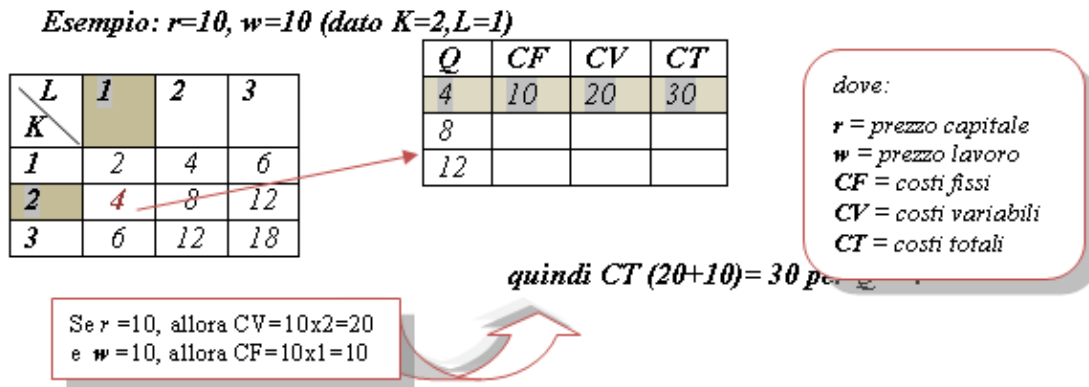 Esempio: r=10, w=10 (dato K=2,L=1)
L 1 2 3
K
1 2 4 6
2 4 8 12
3 6 12 18
Q CF CV CT
4 10 20 30
8
12
dove:
r = prezzo capitale
w = prezzo lavoro
CF = costi fissi
CV = costi variabili
CT = costi totali
quindi CT (20+10)= 30
Se r =10, allora CV=10x2=20
e w =10, allora CF=10x1=10